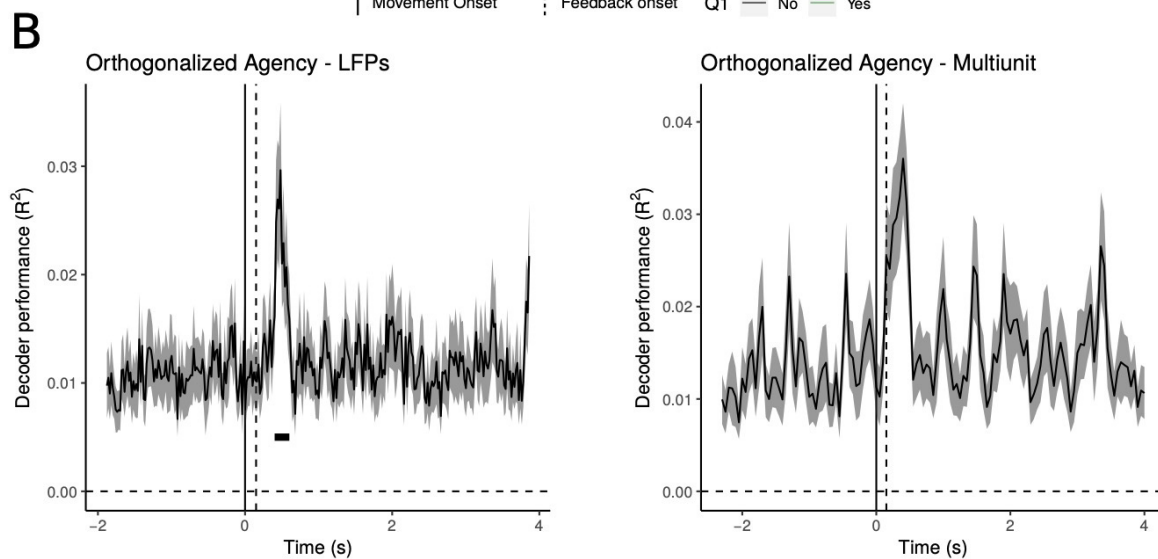 Movement Onset Feedback onset Q1 No Yes
B
Orthogonalized Agency - LFPs
Orthogonalized Agency - Multiunit
Decoder performance (R²)
0.03
0.02
0.01
0.00
−2 0 2 4
Time (s)
Decoder performance (R²)
0.04
0.03
0.02
0.01
0.00
−2 0 2 4
Time (s)